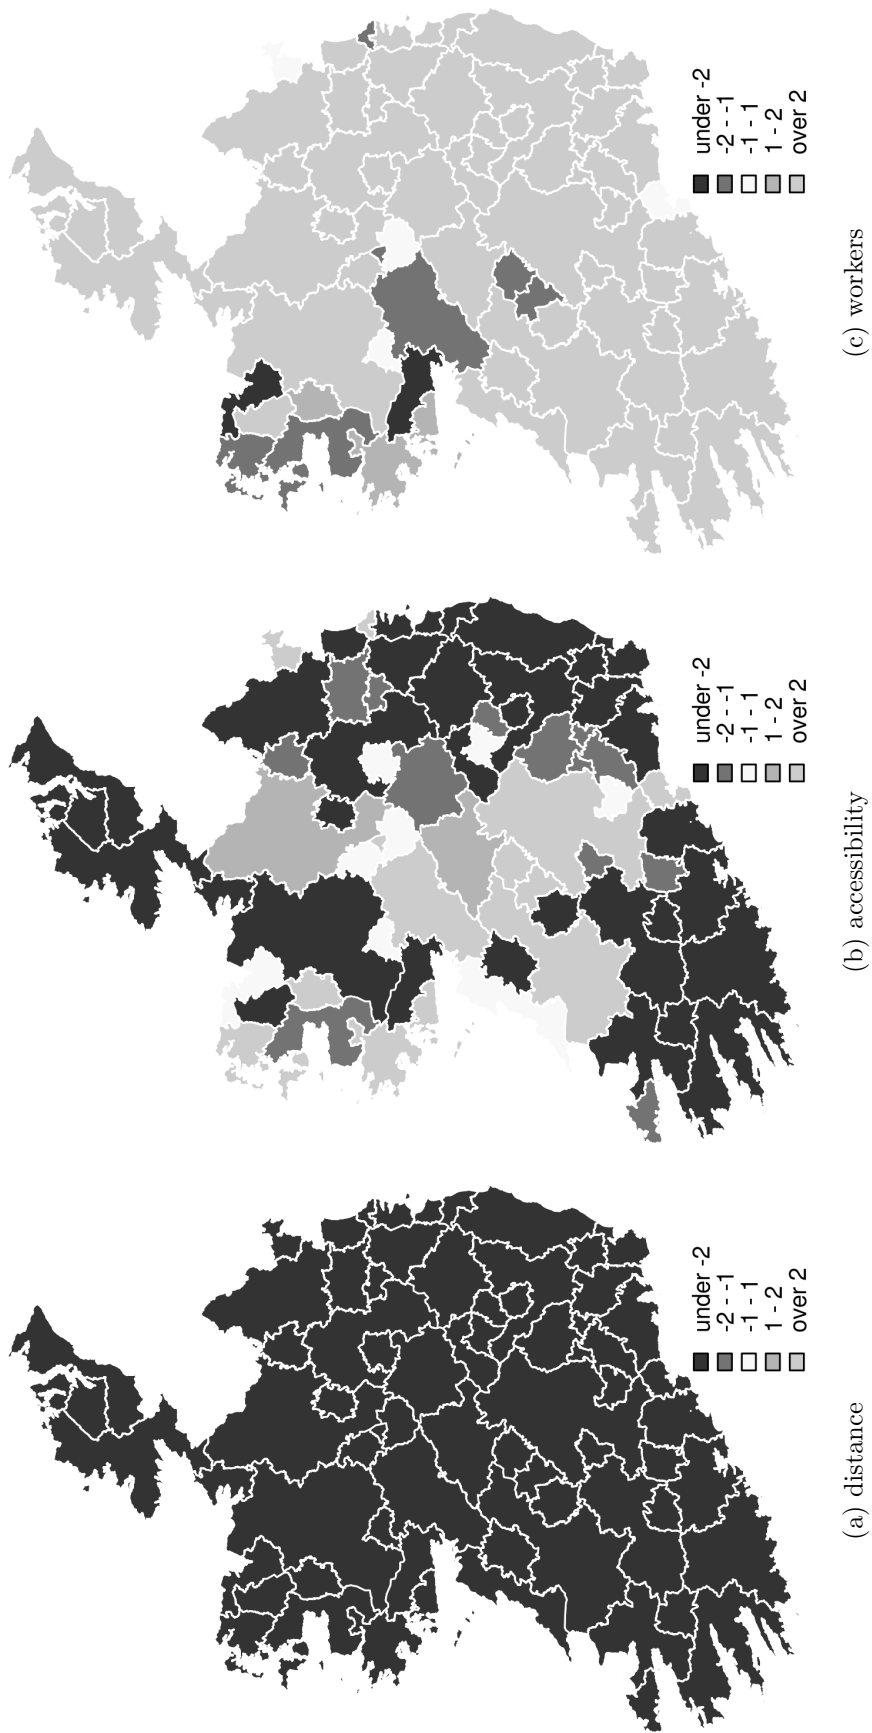 under -2
-2 - -1
-1 - 1
1 - 2
over 2
(a) distance
under -2
-2 - -1
-1 - 1
1 - 2
over 2
(b) accessibility
under -2
-2 - -1
-1 - 1
1 - 2
over 2
(c) workers